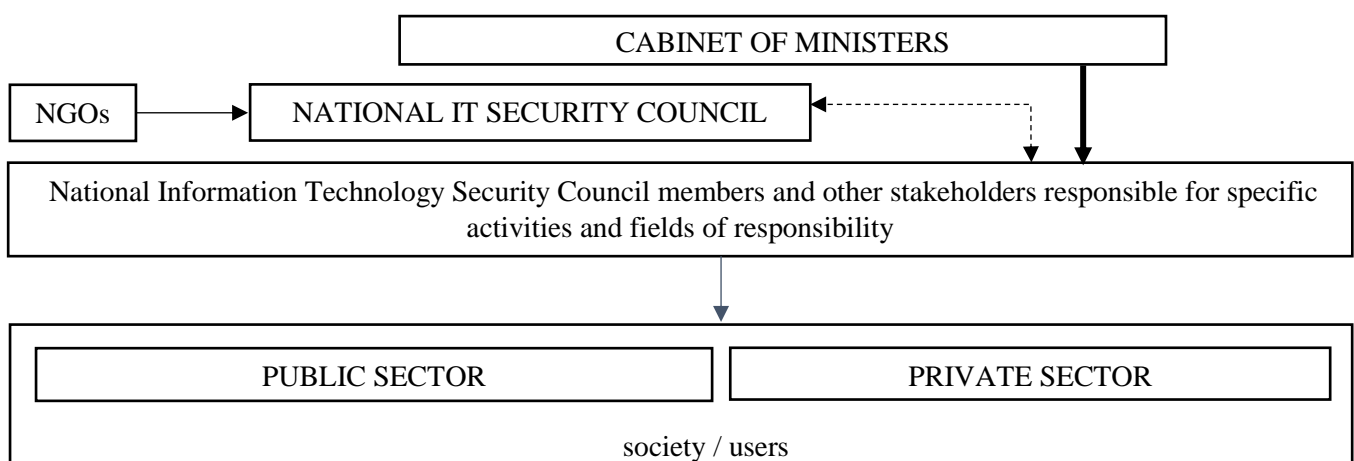 CABINET OF MINISTERS
NGOs
NATIONAL IT SECURITY COUNCIL
National Information Technology Security Council members and other stakeholders responsible for specific
activities and fields of responsibility
PUBLIC SECTOR
PRIVATE SECTOR
society / users